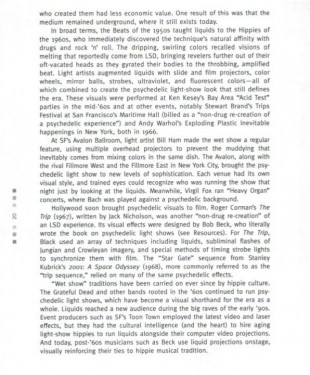 who created them had less economic value. One result of this was that the
medium remained underground, where it still exists today.
In broad terms, the Beats of the 1950s taught liquids to the Hippies of
the 1960s, who immediately discovered the technique's natural affinity with
drugs and rock 'n' roll. The dripping, swirling colors recalled visions of
melting that reportedly come from LSD, bringing revelers further out of their
oft-vacated heads as they gyrated their bodies to the throbbing, amplified
beat. Light artists augmented liquids with slide and film projectors, color
wheels, mirror balls, strobes, ultraviolet, and fluorescent colors—all of
which combined to create the psychedelic light-show look that still defines
the era. These visuals were performed at Ken Kesey's Bay Area "Acid Test"
parties in the mid-'60s and at other events, notably Stewart Brand's Trips
Festival at San Francisco's Maritime Hall (billed as a "non-drug re-creation of
a psychedelic experience") and Andy Warhol's Exploding Plastic Inevitable
happenings in New York, both in 1966.
At SF's Avalon Ballroom, light artist Bill Ham made the wet show a regular
feature, using multiple overhead projectors to prevent the muddying that
inevitably comes from mixing colors in the same dish. The Avalon, along with
the rival Fillmore West and the Fillmore East in New York City, brought the psy-
chedelic light show to new levels of sophistication. Each venue had its own
visual style, and trained eyes could recognize who was running the show that
night just by looking at the liquids. Meanwhile, Virgil Fox ran "Heavy Organ"
concerts, where Bach was played against a psychedelic background.
Hollywood soon brought psychedelic visuals to film. Roger Corman's The
Trip (1967), written by Jack Nicholson, was another "non-drug re-creation" of
an LSD experience. Its visual effects were designed by Bob Beck, who literally
wrote the book on psychedelic light shows (see Resources). For The Trip,
Black used an array of techniques including liquids, subliminal flashes of
Jungian and Crowleyan imagery, and special methods of timing strobe lights
to synchronize them with film. The "Star Gate" sequence from Stanley
Kubrick's 2001: A Space Odyssey (1968), more commonly referred to as the
"trip sequence," relied on many of the same psychedelic effects.
"Wet show" traditions have been carried on ever since by hippie culture.
The Grateful Dead and other bands rooted in the '60s continued to run psy-
chedelic light shows, which have become a visual shorthand for the era as a
whole. Liquids reached a new audience during the big raves of the early '90s.
Event producers such as SF's Toon Town employed the latest video and laser
effects, but they had the cultural intelligence (and the heart) to hire aging
light-show hippies to run liquids alongside their computer video projections.
And today, post-'60s musicians such as Beck use liquid projections onstage,
visually reinforcing their ties to hippie musical tradition.